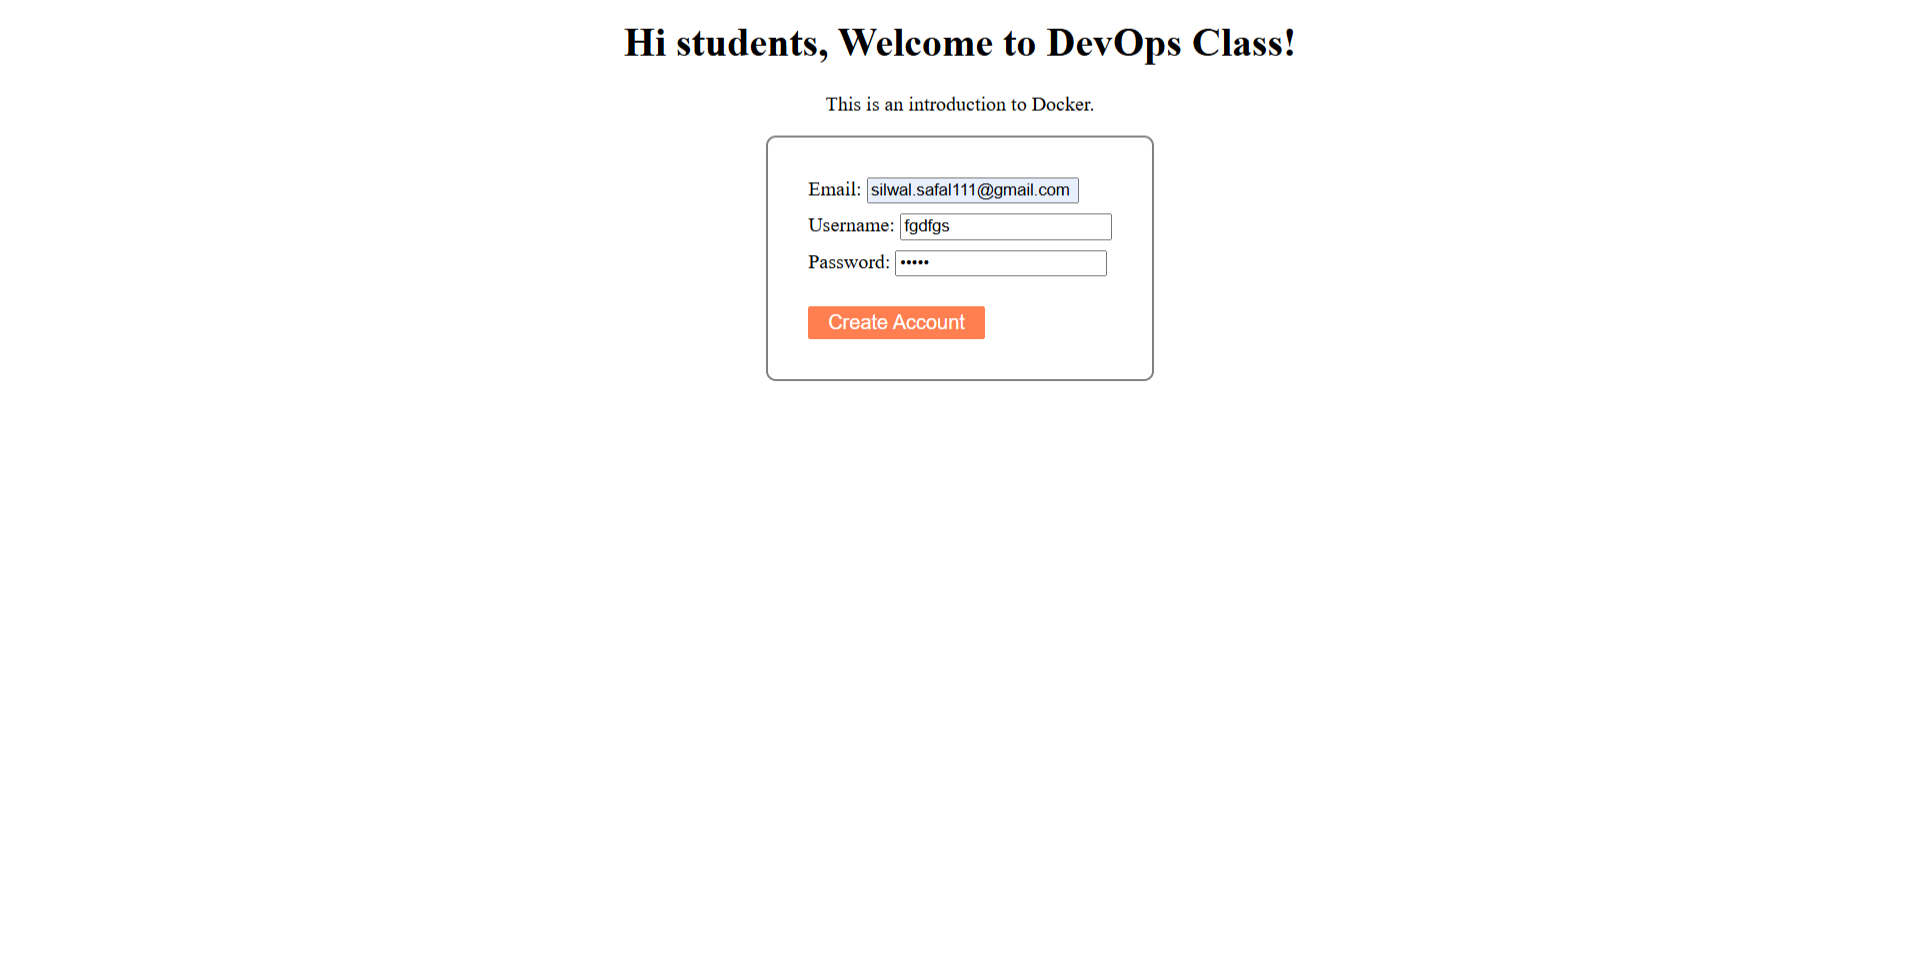 Hi students, Welcome to DevOps Class!
This is an introduction to Docker.
Email: silwal.safal111@gmail.com
Username: fgdfgs
Password: •••••
Create Account